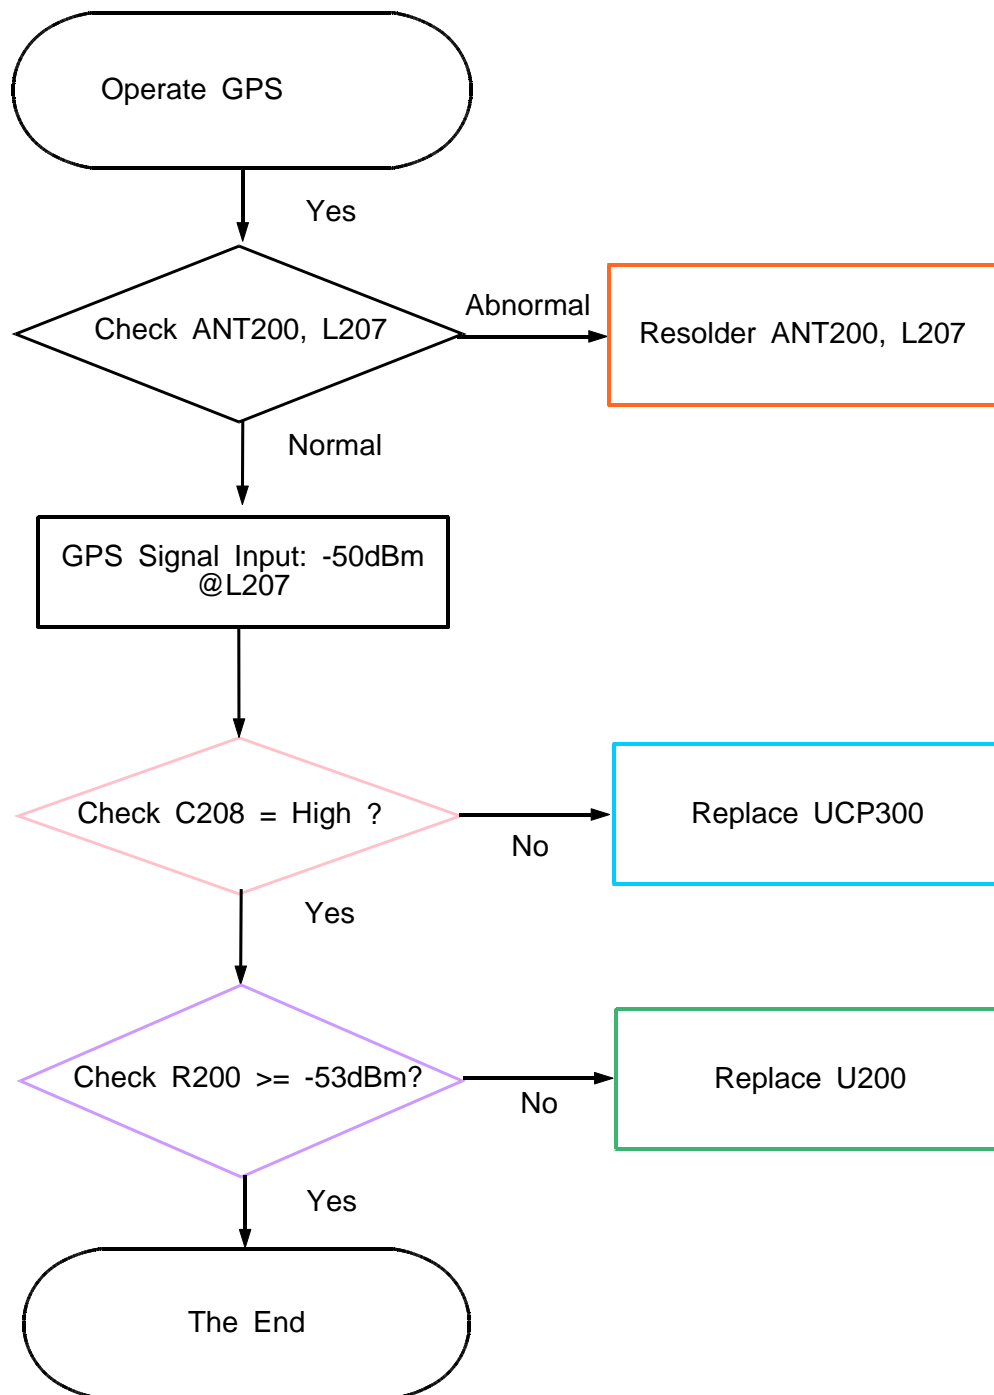 Operate GPS
Yes
Check ANT200, L207
Abnormal
Resolder ANT200, L207
Normal
GPS Signal Input: -50dBm
@L207
Check C208 = High ?
No
Replace UCP300
Yes
Check R200 >= -53dBm?
No
Replace U200
Yes
The End